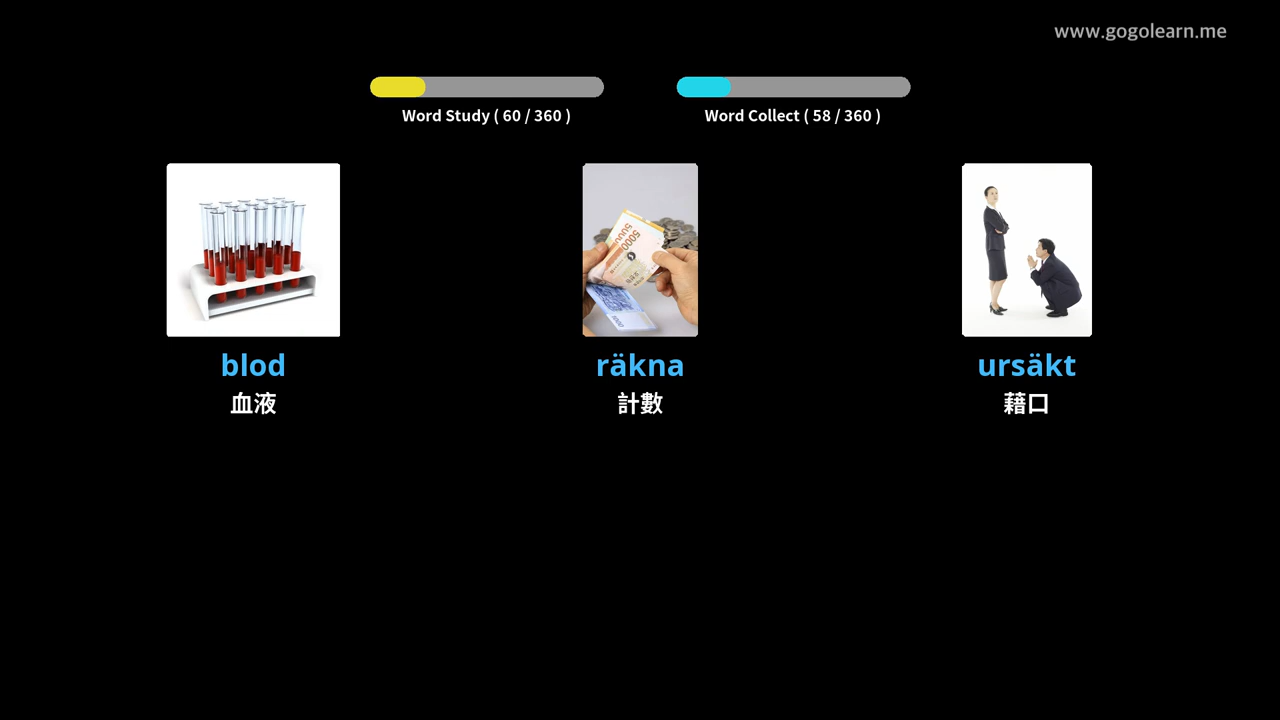 www.gogolearn.me
Word Study ( 60 / 360 )
Word Collect ( 58 / 360 )
blod
räkna
ursäkt
血液
計數
藉口